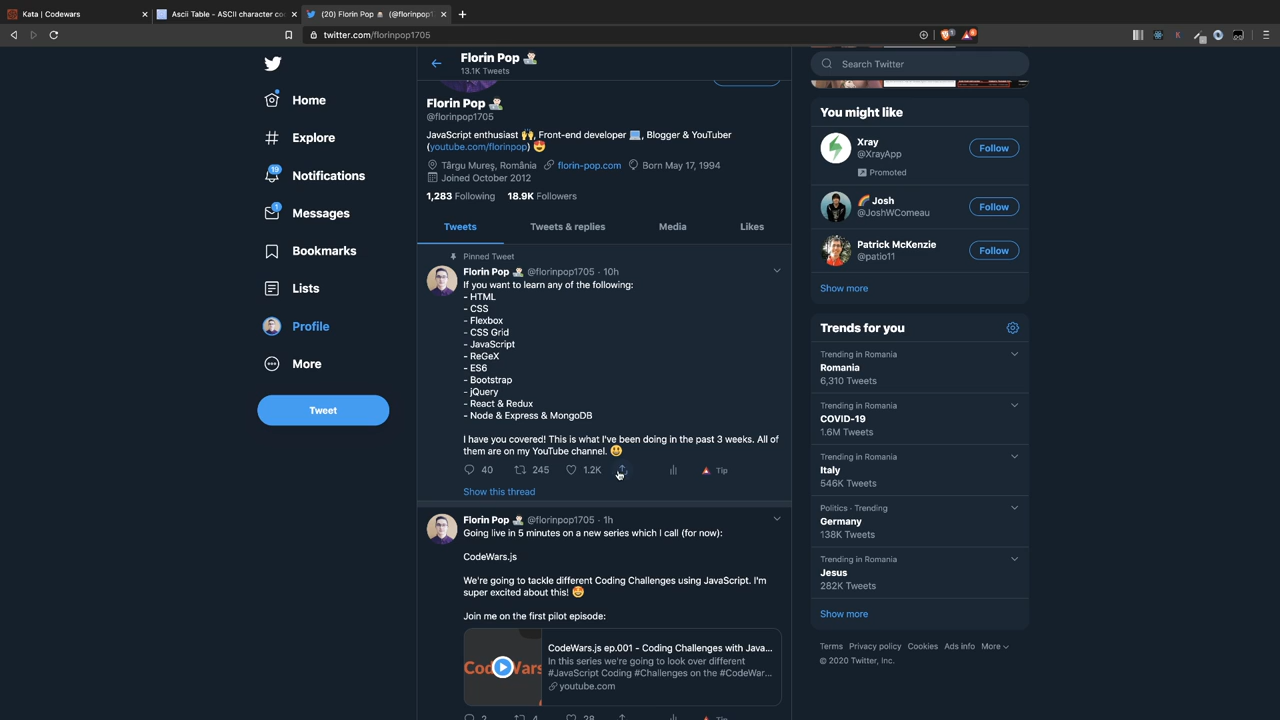 Kata | Codewars
Ascii Table - ASCII character co
(20) Florin Pop (@florinpop1
twitter.com/florinpop1705
Home
Explore
19
Notifications
1
Messages
Bookmarks
Lists
Profile
More
Tweet
Florin Pop
13.1K Tweets
Florin Pop
@florinpop1705
JavaScript enthusiast 🙌, Front-end developer 💻, Blogger & YouTuber
(youtube.com/florinpop) 😍
Târgu Mureș, România florin-pop.com Born May 17, 1994
Joined October 2012
1,283 Following 18.9K Followers
Tweets Tweets & replies Media Likes
Pinned Tweet
Florin Pop @florinpop1705 · 10h
If you want to learn any of the following:
- HTML
- CSS
- Flexbox
- CSS Grid
- JavaScript
- ReGeX
- ES6
- Bootstrap
- jQuery
- React & Redux
- Node & Express & MongoDB
I have you covered! This is what I've been doing in the past 3 weeks. All of
them are on my YouTube channel. 😃
40 245 1.2K Tip
Show this thread
Florin Pop @florinpop1705 · 1h
Going live in 5 minutes on a new series which I call (for now):
CodeWars.js
We're going to tackle different Coding Challenges using JavaScript. I'm
super excited about this! 🤩
Join me on the first pilot episode:
CodeWars.js ep.001 - Coding Challenges with Java...
In this series we're going to look over different
#JavaScript Coding #Challenges on the #CodeWar...
youtube.com
2 4 28 Tip
Search Twitter
You might like
Xray
@XrayApp
Follow
Promoted
🌈 Josh
@JoshWComeau
Follow
Patrick McKenzie
@patio11
Follow
Show more
Trends for you
Trending in Romania
Romania
6,310 Tweets
Trending in Romania
COVID-19
1.6M Tweets
Trending in Romania
Italy
546K Tweets
Politics · Trending
Germany
138K Tweets
Trending in Romania
Jesus
282K Tweets
Show more
Terms Privacy policy Cookies Ads info More
© 2020 Twitter, Inc.